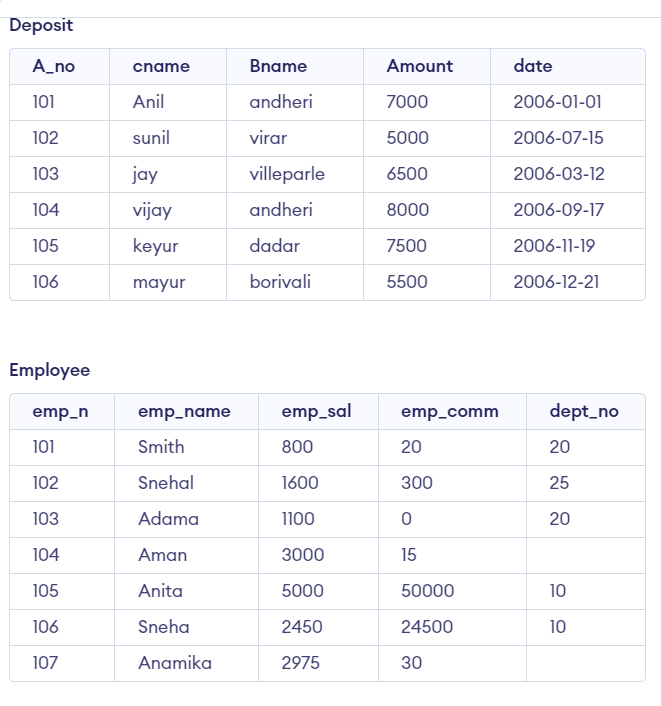 Deposit
A_no cname Bname Amount date
101 Anil andheri 7000 2006-01-01
102 sunil virar 5000 2006-07-15
103 jay villeparle 6500 2006-03-12
104 vijay andheri 8000 2006-09-17
105 keyur dadar 7500 2006-11-19
106 mayur borivali 5500 2006-12-21
Employee
emp_n emp_name emp_sal emp_comm dept_no
101 Smith 800 20 20
102 Snehal 1600 300 25
103 Adama 1100 0 20
104 Aman 3000 15
105 Anita 5000 50000 10
106 Sneha 2450 24500 10
107 Anamika 2975 30